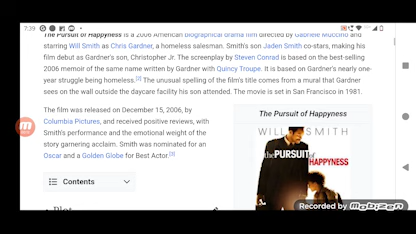 7:39
The Pursuit of Happyness is a 2006 American biographical drama film directed by Gabriele Muccino and
starring Will Smith as Chris Gardner, a homeless salesman. Smith's son Jaden Smith co-stars, making his
film debut as Gardner's son, Christopher Jr. The screenplay by Steven Conrad is based on the best-selling
2006 memoir of the same name written by Gardner with Quincy Troupe. It is based on Gardner's nearly one-
year struggle being homeless.[2] The unusual spelling of the film's title comes from a mural that Gardner
sees on the wall outside the daycare facility his son attended. The movie is set in San Francisco in 1981.
The film was released on December 15, 2006, by
Columbia Pictures, and received positive reviews, with
Smith's performance and the emotional weight of the
story garnering acclaim. Smith was nominated for an
Oscar and a Golden Globe for Best Actor.[3]
Contents
Plot
The Pursuit of Happyness
WILL SMITH
the PURSUIT of
HAPPYNESS
Recorded by Mobizen